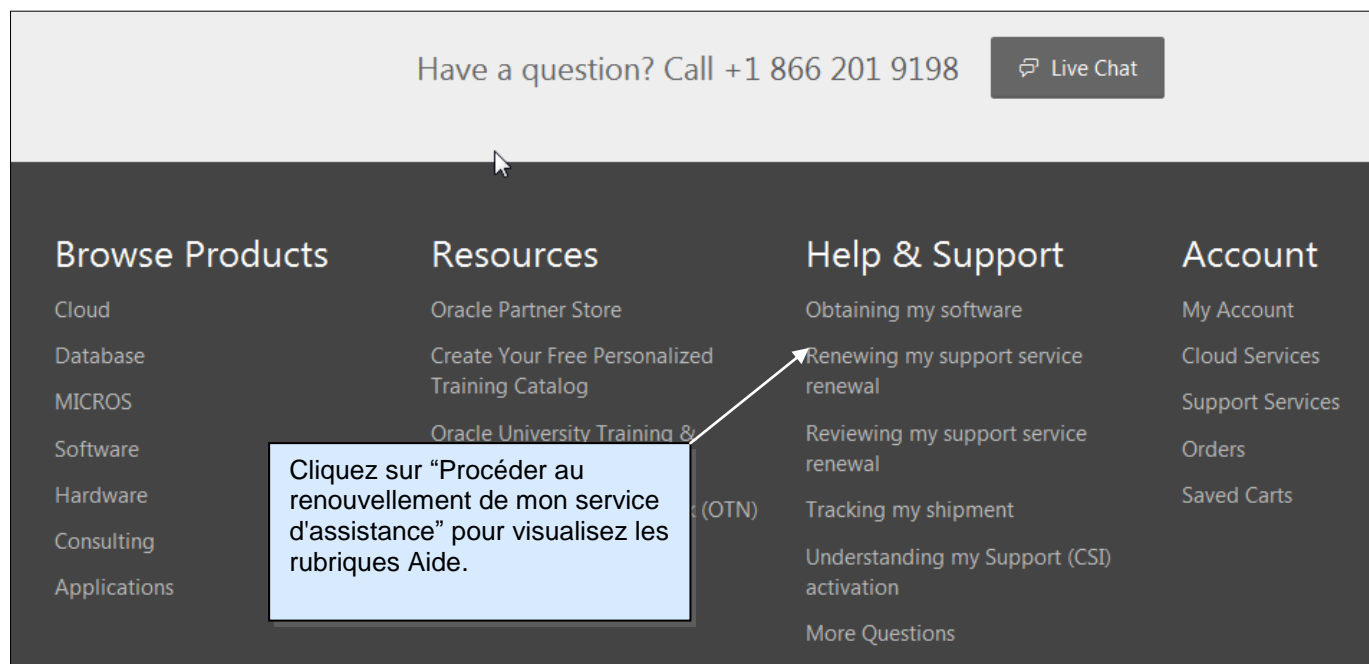 Have a question? Call +1 866 201 9198
Live Chat
Browse Products
Cloud
Database
MICROS
Software
Hardware
Consulting
Applications
Resources
Oracle Partner Store
Create Your Free Personalized
Training Catalog
Oracle University Training &
(OTN)
Help & Support
Obtaining my software
Renewing my support service
renewal
Reviewing my support service
renewal
Tracking my shipment
Understanding my Support (CSI)
activation
More Questions
Account
My Account
Cloud Services
Support Services
Orders
Saved Carts
Cliquez sur “Procéder au
renouvellement de mon service
d'assistance” pour visualisez les
rubriques Aide.